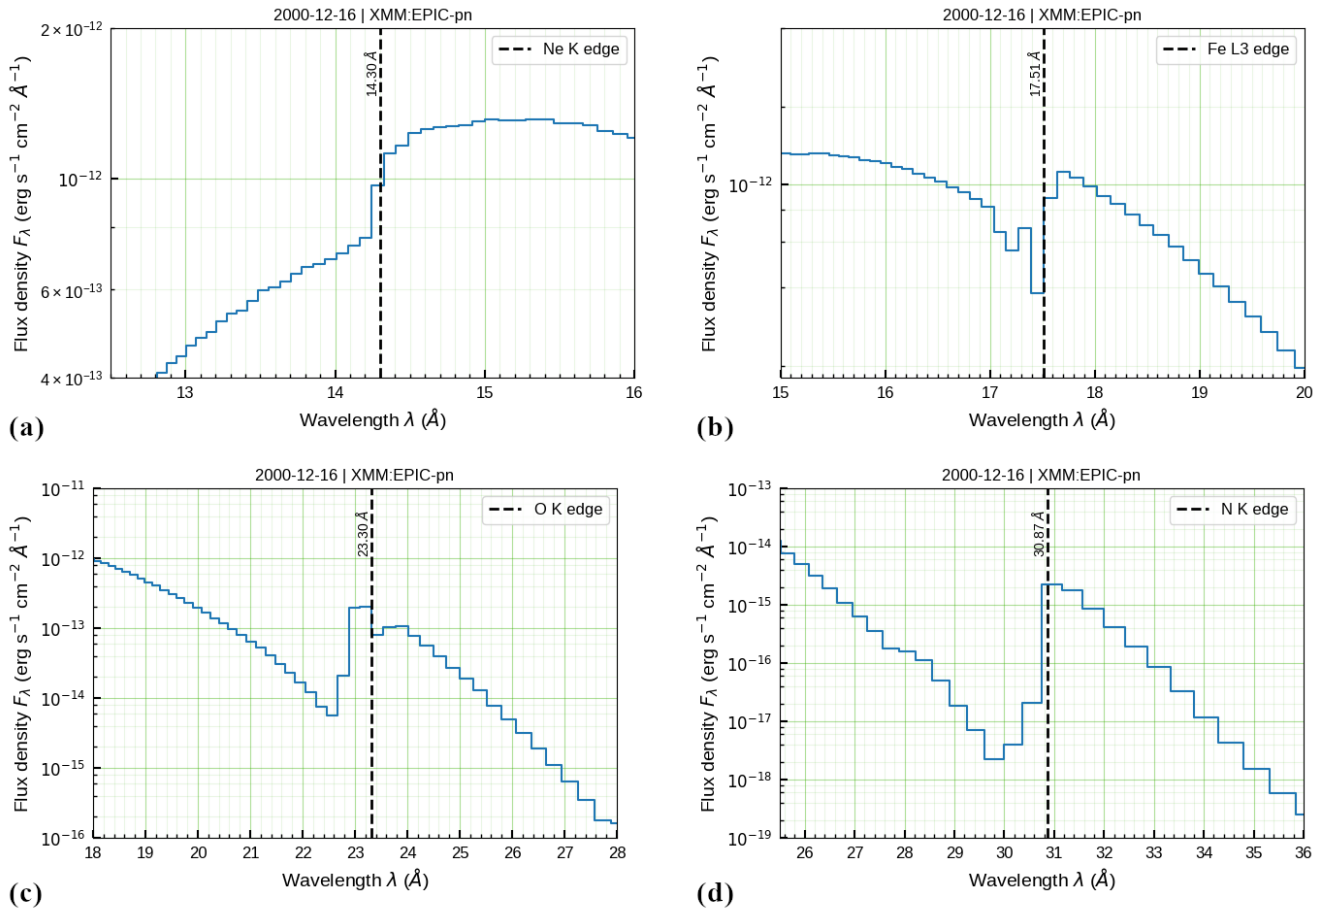 2000-12-16 | XMM:EPIC-pn
Flux density Fλ (erg s⁻¹ cm⁻² Å⁻¹)
2 × 10⁻¹²
10⁻¹²
6 × 10⁻¹³
4 × 10⁻¹³
14.30 Å
Ne K edge
13 14 15 16
Wavelength λ (Å)
(a)
2000-12-16 | XMM:EPIC-pn
Flux density Fλ (erg s⁻¹ cm⁻² Å⁻¹)
10⁻¹²
17.51 Å
Fe L3 edge
15 16 17 18 19 20
Wavelength λ (Å)
(b)
2000-12-16 | XMM:EPIC-pn
Flux density Fλ (erg s⁻¹ cm⁻² Å⁻¹)
10⁻¹¹
10⁻¹²
10⁻¹³
10⁻¹⁴
10⁻¹⁵
10⁻¹⁶
23.30 Å
O K edge
18 19 20 21 22 23 24 25 26 27 28
Wavelength λ (Å)
(c)
2000-12-16 | XMM:EPIC-pn
Flux density Fλ (erg s⁻¹ cm⁻² Å⁻¹)
10⁻¹³
10⁻¹⁴
10⁻¹⁵
10⁻¹⁶
10⁻¹⁷
10⁻¹⁸
10⁻¹⁹
30.87 Å
N K edge
26 27 28 29 30 31 32 33 34 35 36
Wavelength λ (Å)
(d)